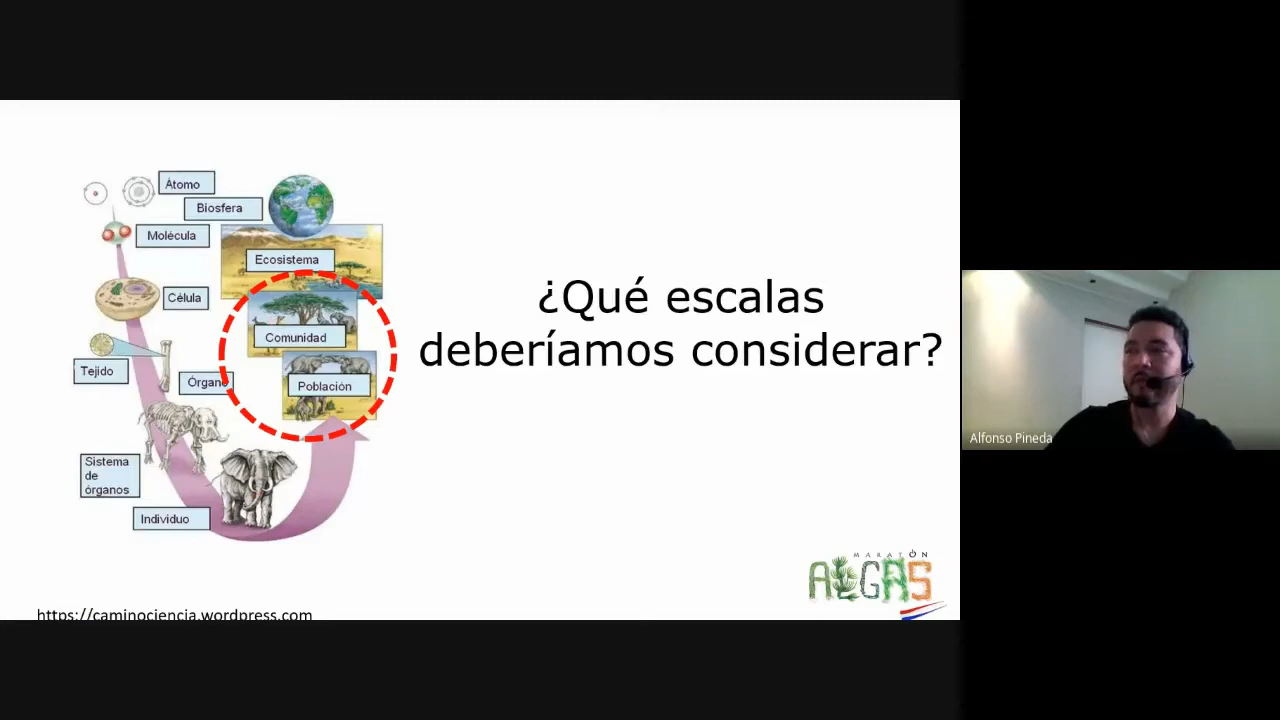 Átomo
Biosfera
Molécula
Ecosistema
Célula
Comunidad
Tejido
Órgano
Población
Sistema
de
órganos
Individuo
¿Qué escalas
deberíamos considerar?
https://caminociencia.wordpress.com
MARATÓN
ALGAS
Alfonso Pineda